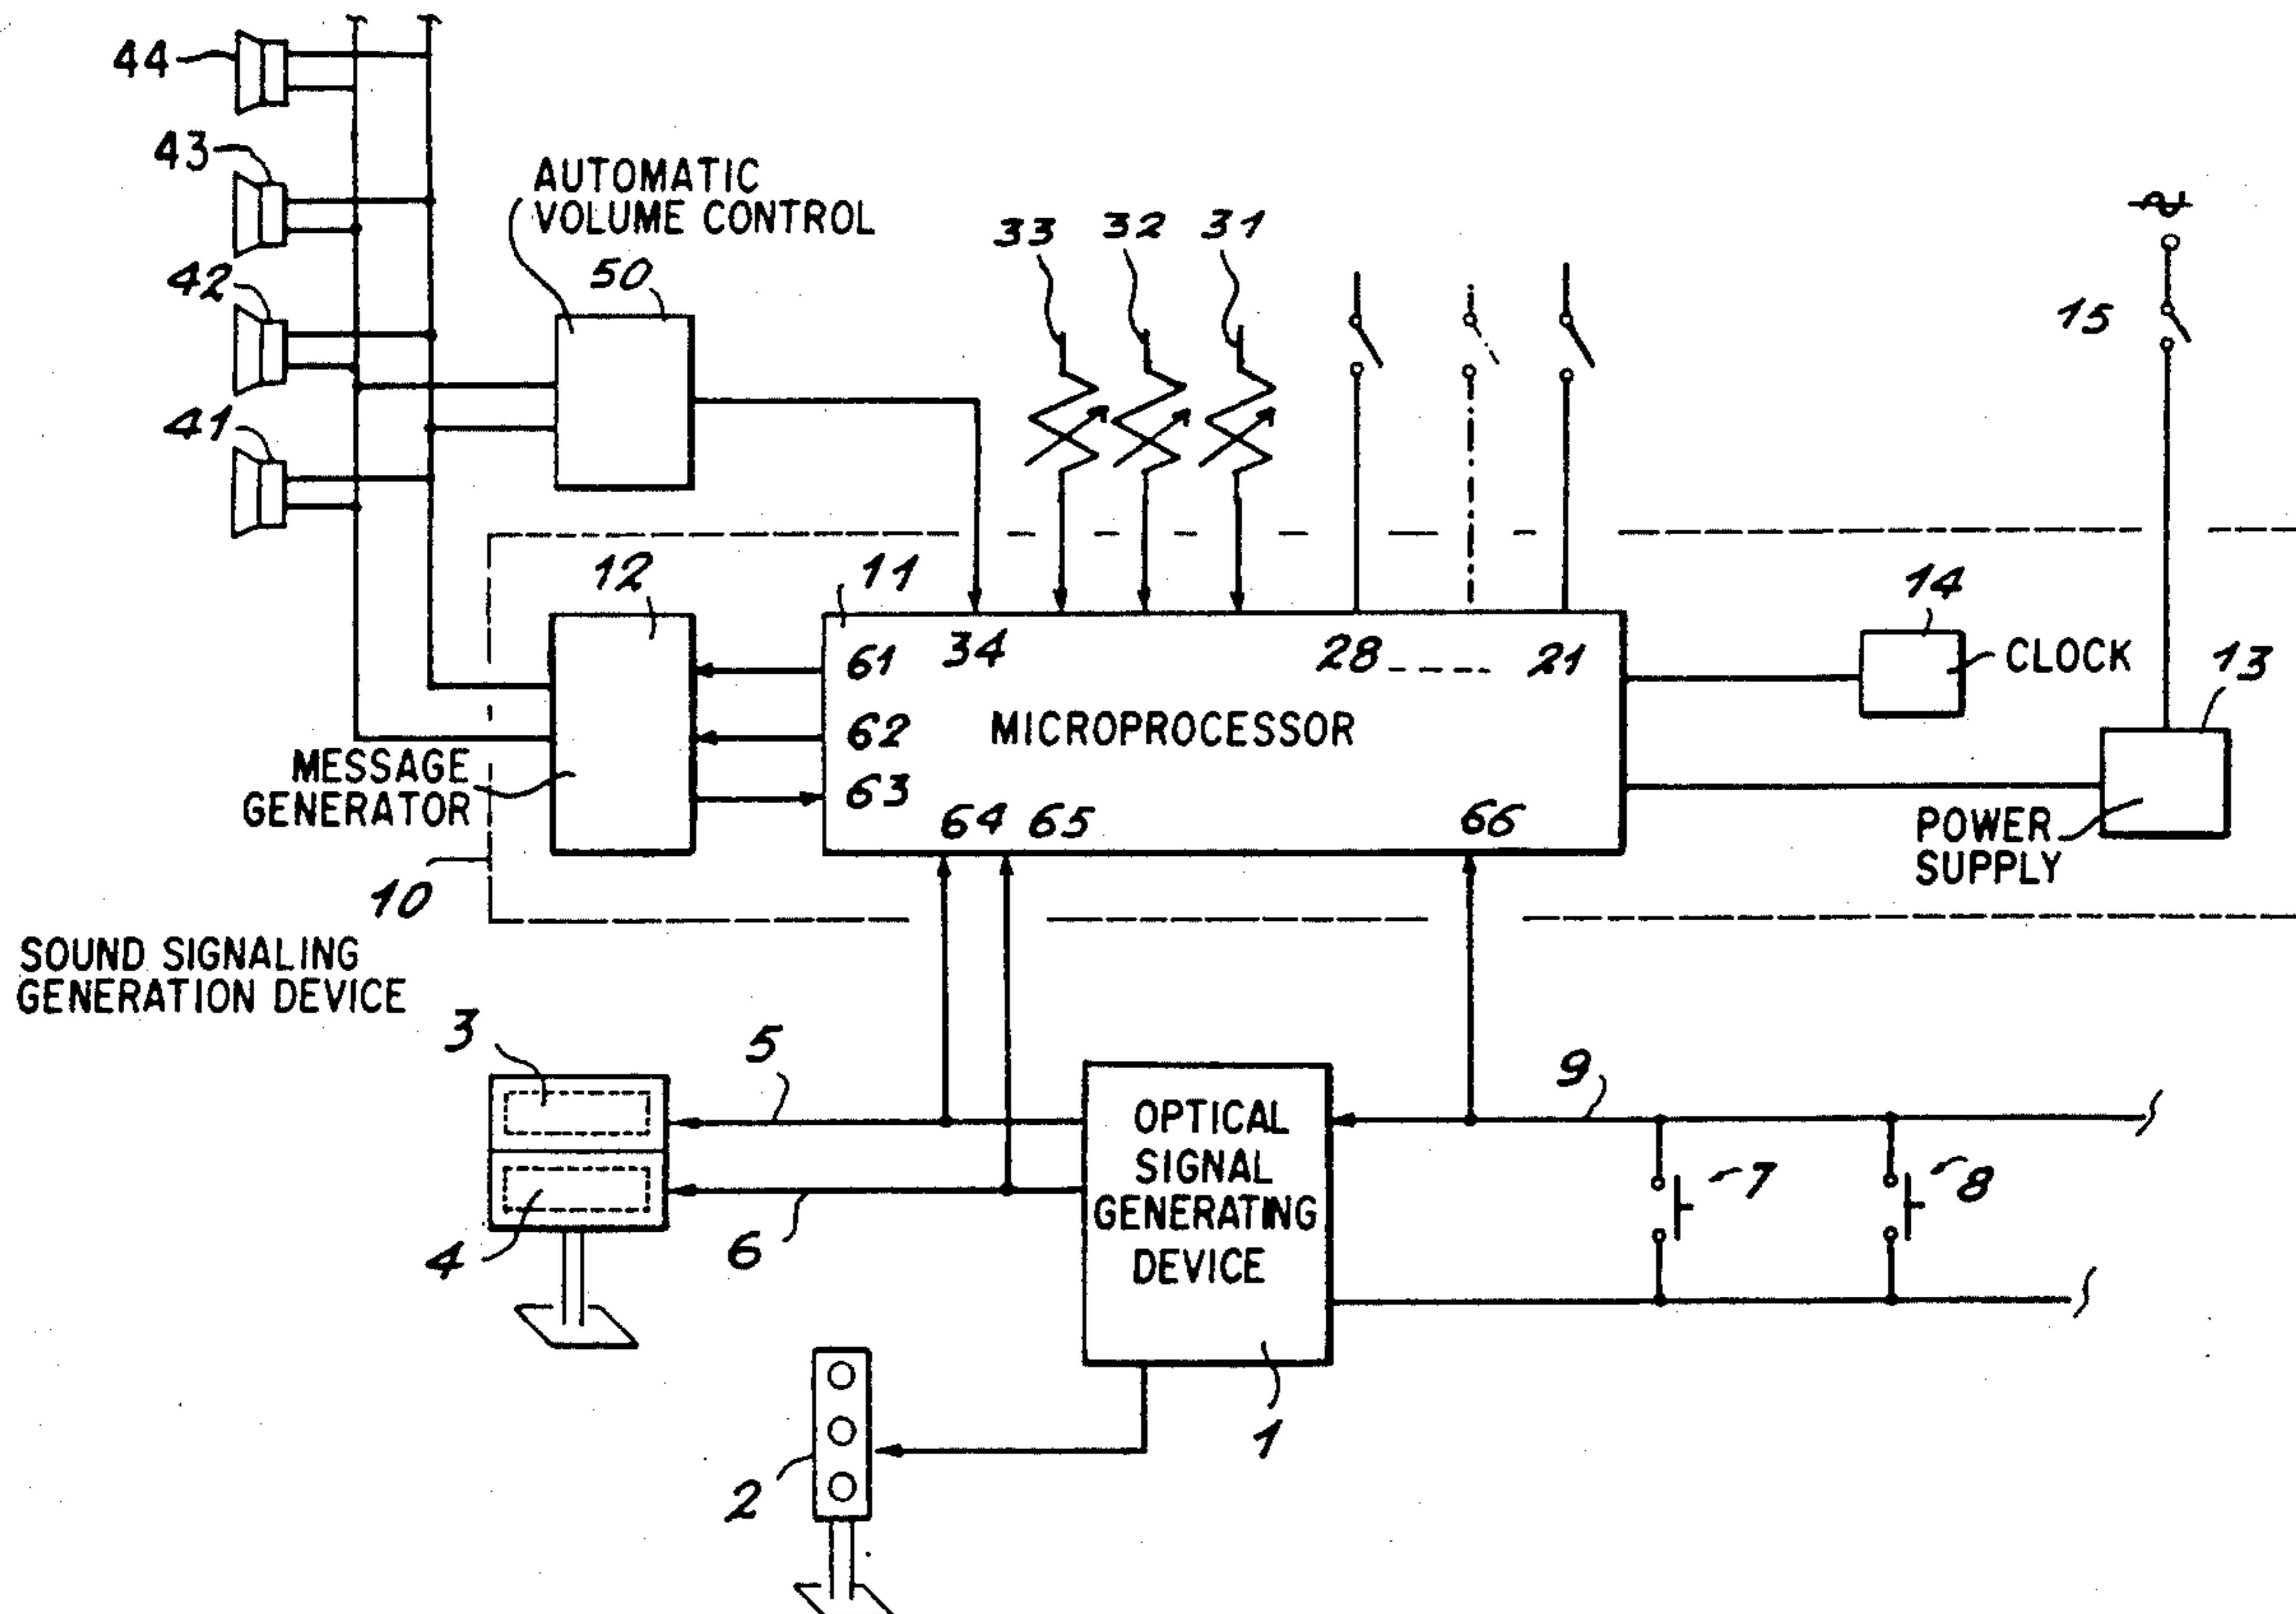 44
43
AUTOMATIC
VOLUME CONTROL
42
50
33
32
31
15
41
12
11
14
61
34
28
21
CLOCK
13
62
MICROPROCESSOR
MESSAGE
GENERATOR
63
64
65
66
POWER
SUPPLY
10
SOUND SIGNALING
GENERATION DEVICE
3
5
9
OPTICAL
SIGNAL
GENERATING
DEVICE
7
8
4
6
1
2